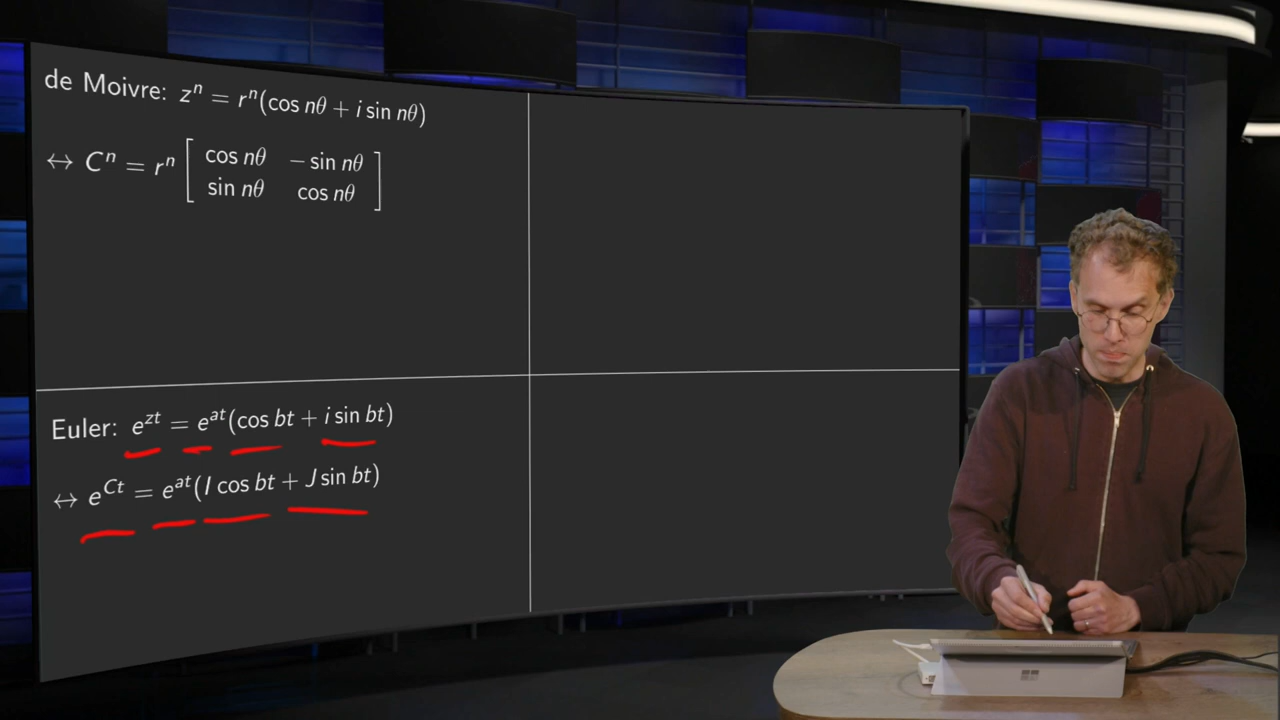 de Moivre: zⁿ = rⁿ(cos nθ + i sin nθ)
↔ Cⁿ = rⁿ [ cos nθ   − sin nθ
sin nθ   cos nθ ]
Euler: e^{zt} = e^{at}(cos bt + i sin bt)
↔ e^{Ct} = e^{at}(I cos bt + J sin bt)